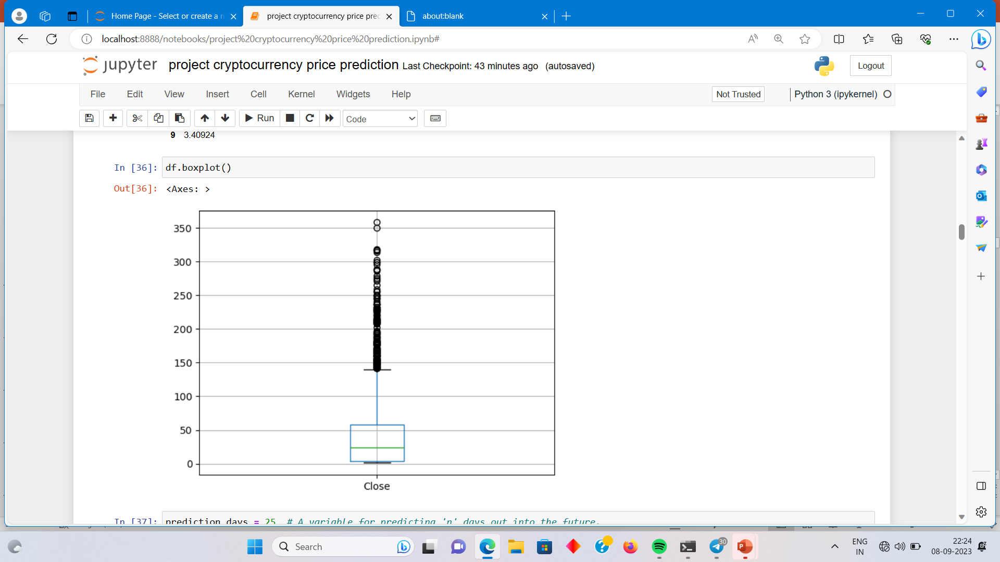 Home Page - Select or create a n
project cryptocurrency price prec
about:blank
localhost:8888/notebooks/project%20cryptocurrency%20price%20prediction.ipynb#
jupyter project cryptocurrency price prediction Last Checkpoint: 43 minutes ago (autosaved)
Logout
File Edit View Insert Cell Kernel Widgets Help
Not Trusted
Python 3 (ipykernel)
Run
Code
9 3.40924
In [36]: df.boxplot()
Out[36]: <Axes: >
350
300
250
200
150
100
50
0
Close
In [37]: prediction_days = 25 # A variable for predicting 'n' days out into the future.
Search
30
ENG
IN
22:24
08-09-2023